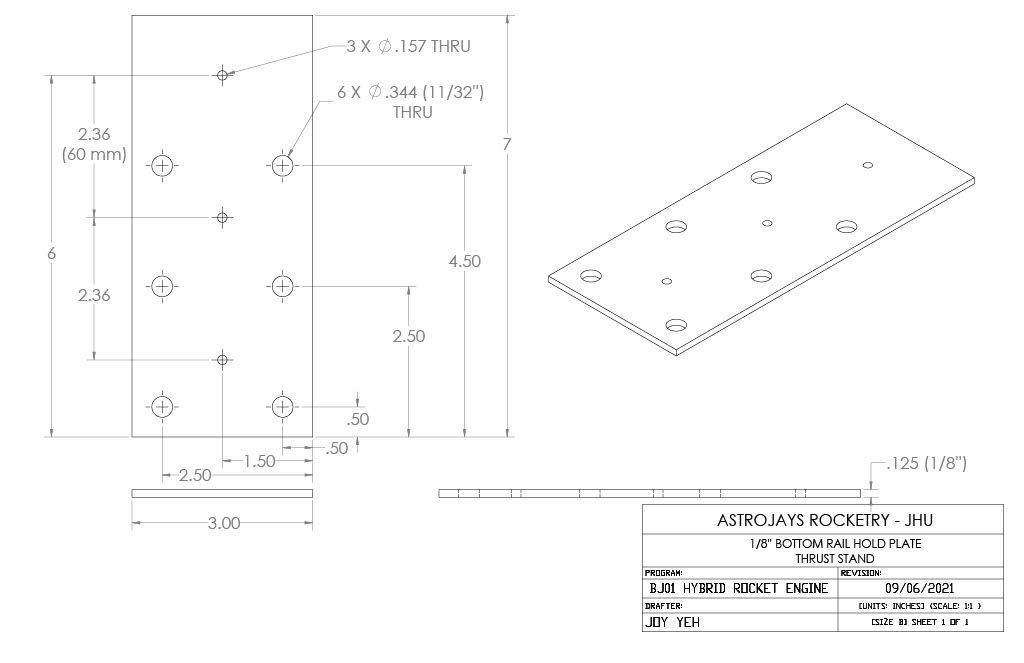 3 X ∅ .157 THRU
6 X ∅ .344 (11/32")
THRU
2.36
(60 mm)
7
6
4.50
2.36
2.50
.50
.50
1.50
2.50
3.00
.125 (1/8")
ASTROJAYS ROCKETRY - JHU
1/8" BOTTOM RAIL HOLD PLATE
THRUST STAND
PROGRAM:
REVISION:
BJ01 HYBRID ROCKET ENGINE
09/06/2021
DRAFTER:
[UNITS: INCHES] (SCALE: 1:1 )
JOY YEH
[SIZE B] SHEET 1 OF 1